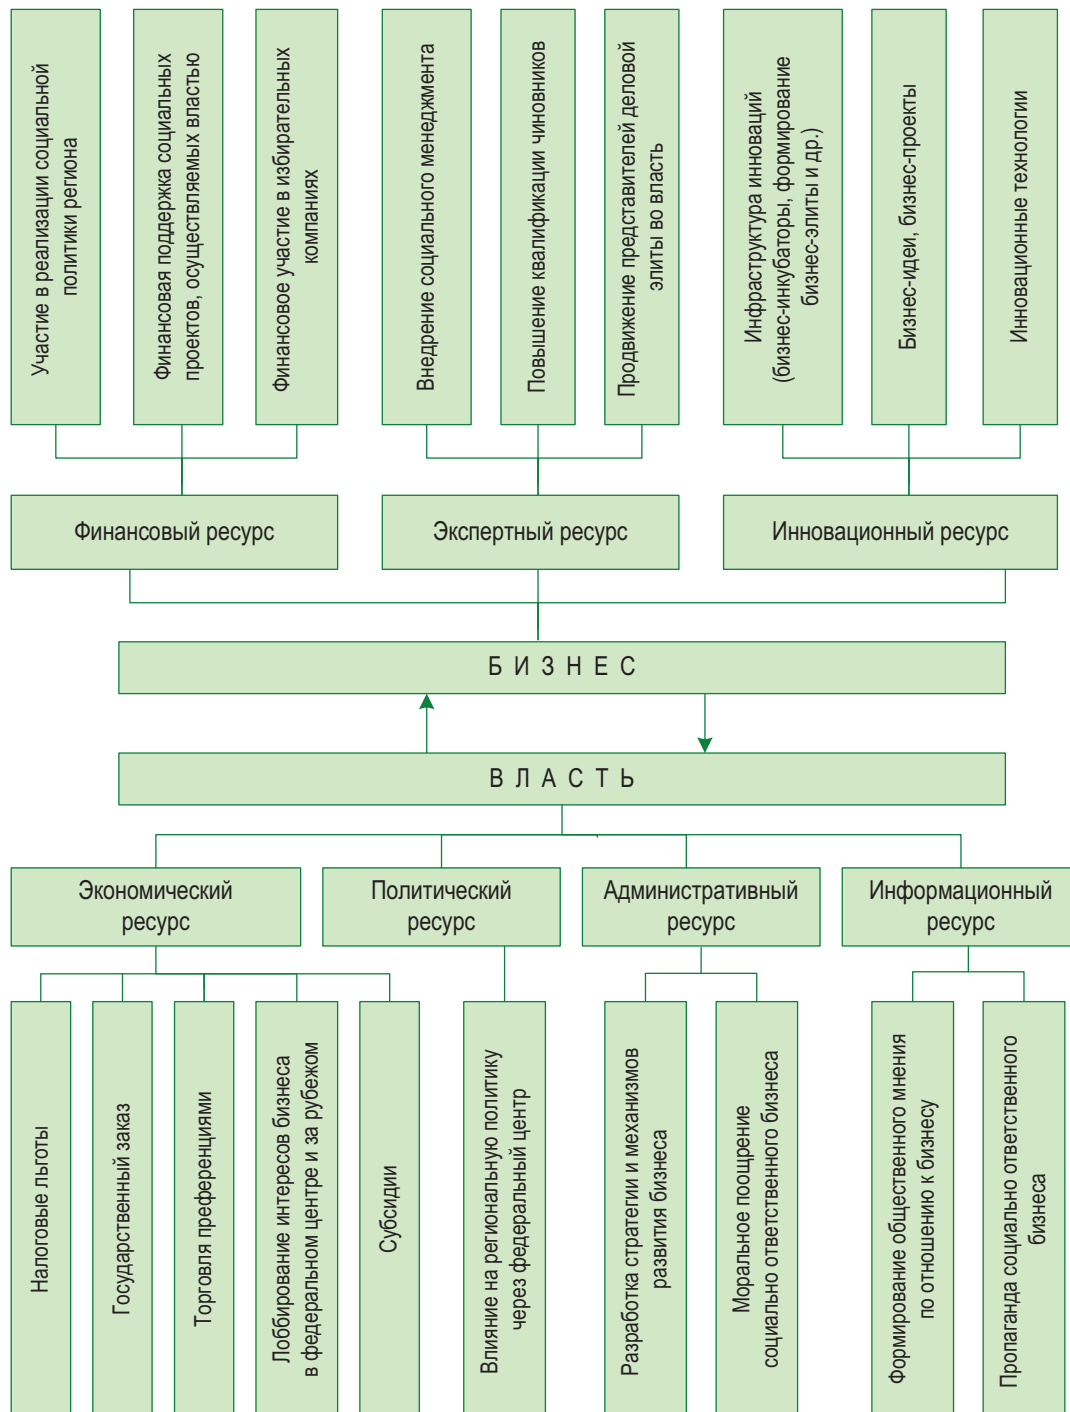 Участие в реализации социальной
политики региона
Финансовая поддержка социальных
проектов, осуществляемых властью
Финансовое участие в избирательных
компаниях
Внедрение социального менеджмента
Повышение квалификации чиновников
Продвижение представителей деловой
элиты во власть
Инфраструктура инноваций
(бизнес-инкубаторы, формирование
бизнес-элиты и др.)
Бизнес-идеи, бизнес-проекты
Инновационные технологии
Финансовый ресурс
Экспертный ресурс
Инновационный ресурс
Б И З Н Е С
В Л А С Т Ь
Экономический
ресурс
Политический
ресурс
Административный
ресурс
Информационный
ресурс
Налоговые льготы
Государственный заказ
Торговля преференциями
Лоббирование интересов бизнеса
в федеральном центре и за рубежом
Субсидии
Влияние на региональную политику
через федеральный центр
Разработка стратегии и механизмов
развития бизнеса
Моральное поощрение
социально ответственного бизнеса
Формирование общественного мнения
по отношению к бизнесу
Пропаганда социально ответственного
бизнеса